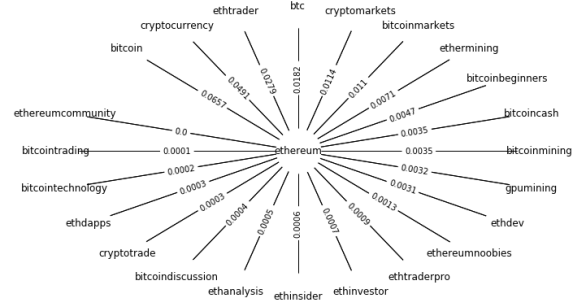 btc
ethtrader
cryptomarkets
cryptocurrency
bitcoinmarkets
bitcoin
ethermining
bitcoinbeginners
0.0279
0.0182
0.0114
0.0491
0.011
0.0657
0.0071
0.0047
ethereumcommunity
bitcoincash
0.0
0.0035
bitcointrading
0.0001
ethereum
0.0035
bitcoinmining
0.0002
0.0032
bitcointechnology
gpumining
0.0003
0.0031
0.0003
0.0013
0.0004
0.0009
0.0005
0.0006
0.0007
ethdapps
ethdev
cryptotrade
ethereumnoobies
bitcoindiscussion
ethtraderpro
ethanalysis
ethinvestor
ethinsider